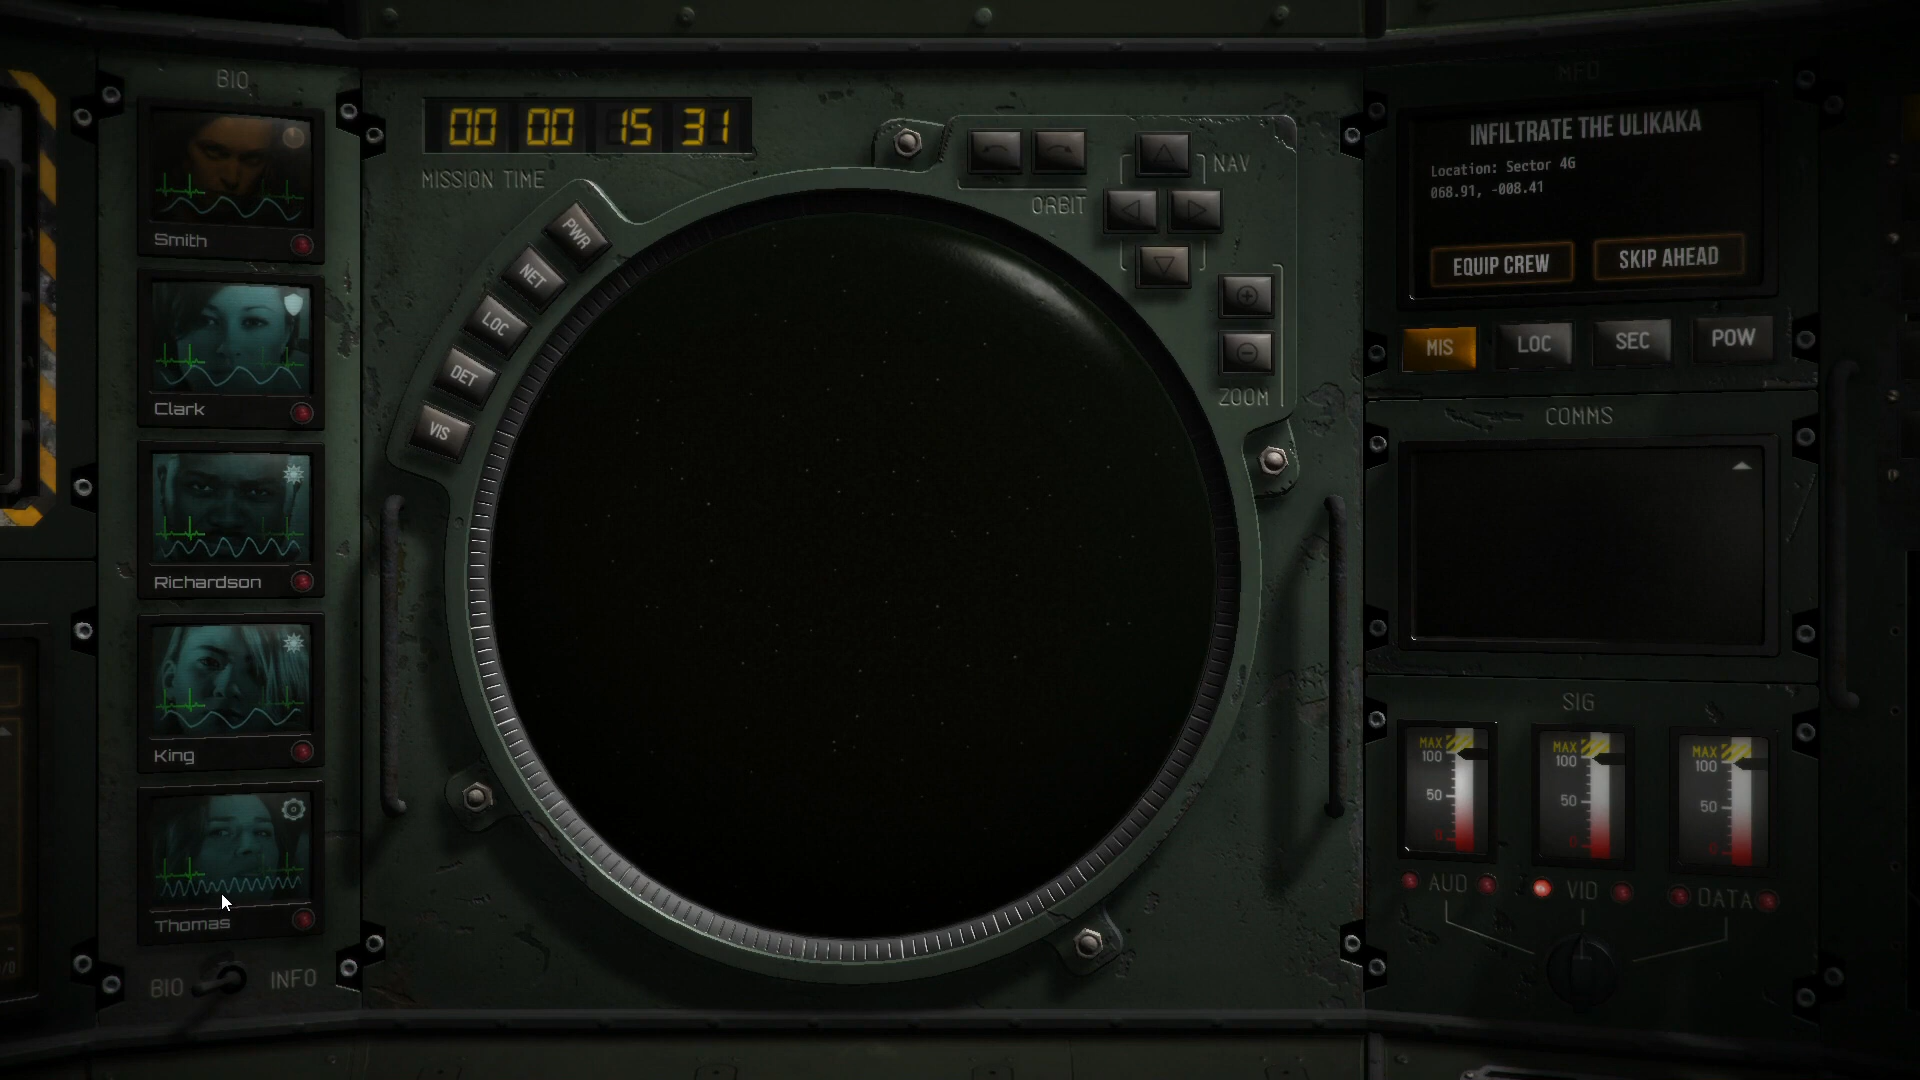 BIO
Smith
Clark
Richardson
King
Thomas
BIO
INFO
00 00 15 31
MISSION TIME
PWR
NET
LOC
DET
VIS
ORBIT
NAV
ZOOM
MFD
INFILTRATE THE ULIKAKA
Location: Sector 4G
068.91, -008.41
EQUIP CREW
SKIP AHEAD
MIS
LOC
SEC
POW
COMMS
SIG
MAX
100
50
0
MAX
100
50
0
MAX
100
50
0
AUD
VID
DATA